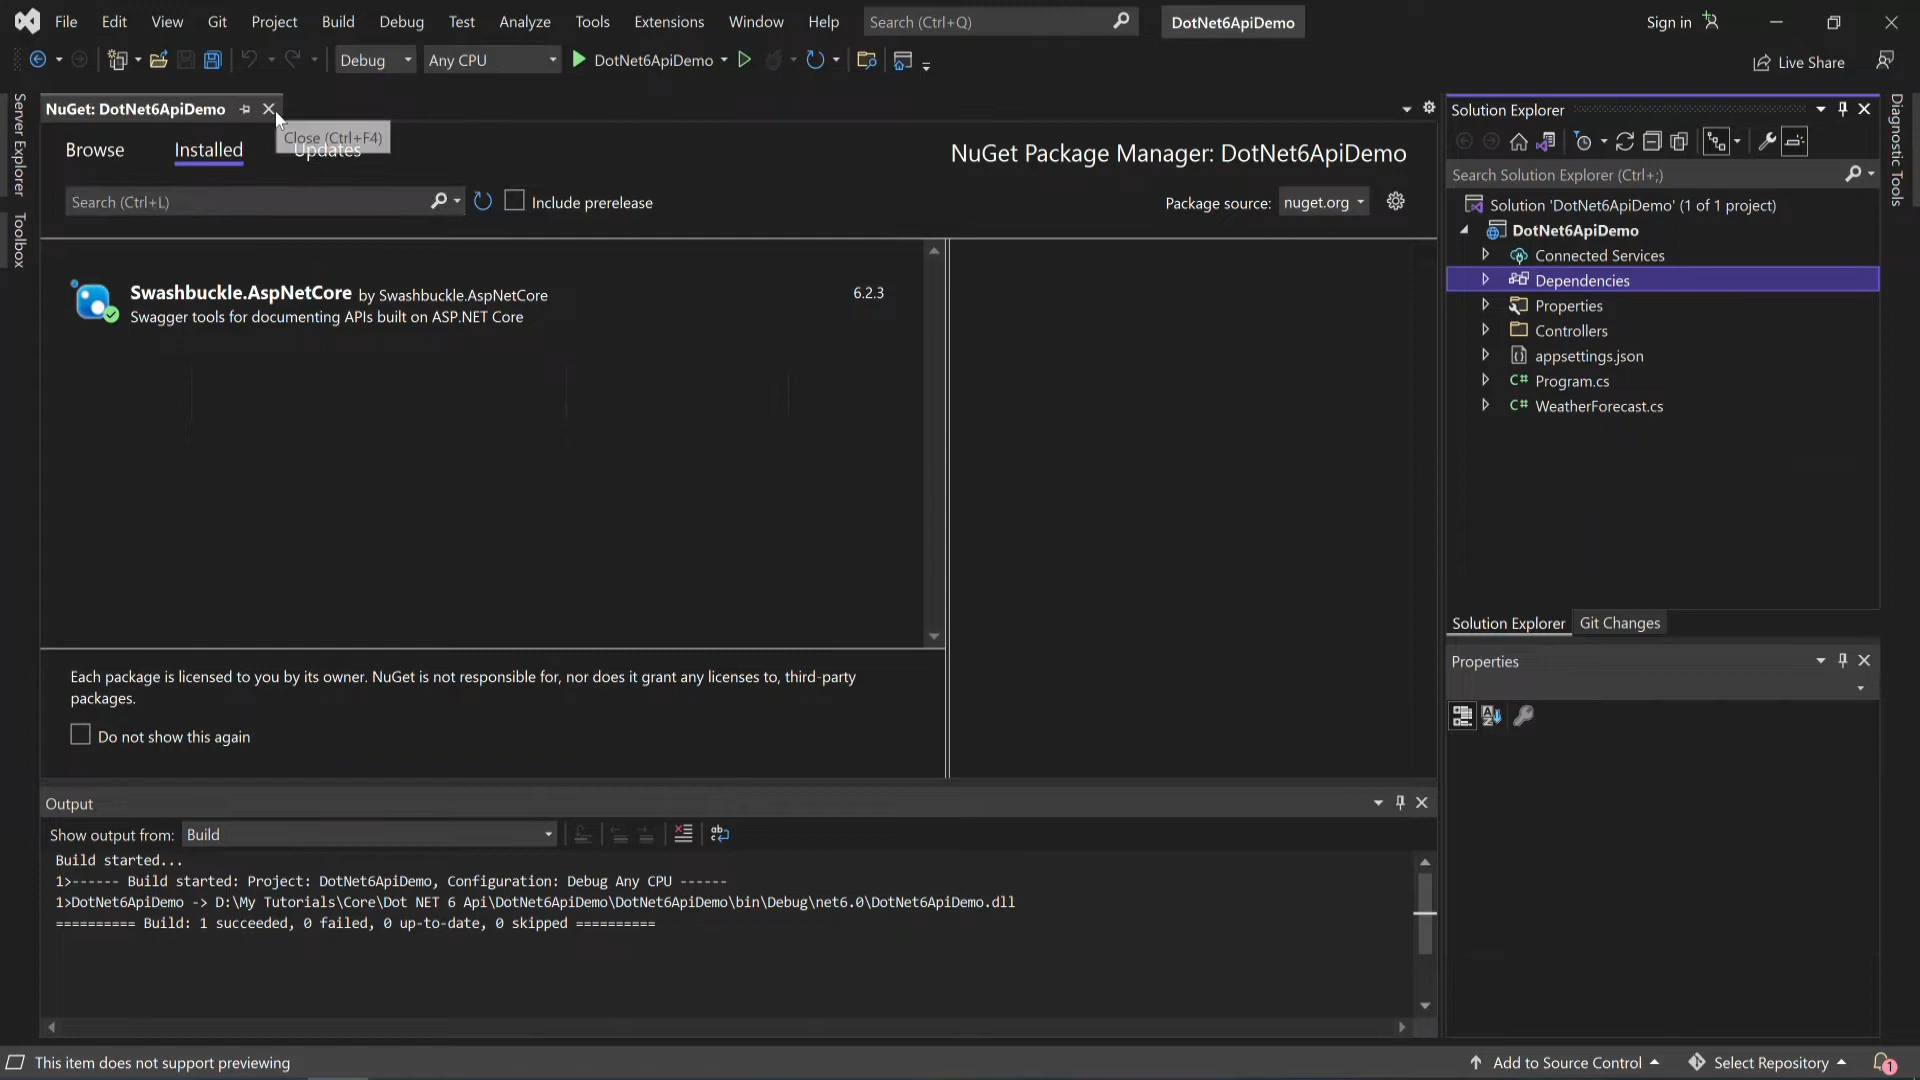 File Edit View Git Project Build Debug Test Analyze Tools Extensions Window Help Search (Ctrl+Q) DotNet6ApiDemo Sign in
Debug Any CPU DotNet6ApiDemo Live Share
Server Explorer
Toolbox
NuGet: DotNet6ApiDemo
Close (Ctrl+F4)
Browse Installed Updates
NuGet Package Manager: DotNet6ApiDemo
Search (Ctrl+L) Include prerelease Package source: nuget.org
Swashbuckle.AspNetCore by Swashbuckle.AspNetCore 6.2.3
Swagger tools for documenting APIs built on ASP.NET Core
Each package is licensed to you by its owner. NuGet is not responsible for, nor does it grant any licenses to, third-party
packages.
Do not show this again
Output
Show output from: Build
Build started...
1>------ Build started: Project: DotNet6ApiDemo, Configuration: Debug Any CPU ------
1>DotNet6ApiDemo -> D:\My Tutorials\Core\Dot NET 6 Api\DotNet6ApiDemo\DotNet6ApiDemo\bin\Debug\net6.0\DotNet6ApiDemo.dll
========== Build: 1 succeeded, 0 failed, 0 up-to-date, 0 skipped ==========
Solution Explorer
Search Solution Explorer (Ctrl+;)
Solution 'DotNet6ApiDemo' (1 of 1 project)
DotNet6ApiDemo
Connected Services
Dependencies
Properties
Controllers
appsettings.json
C# Program.cs
C# WeatherForecast.cs
Solution Explorer Git Changes
Properties
Diagnostic Tools
This item does not support previewing Add to Source Control Select Repository 1